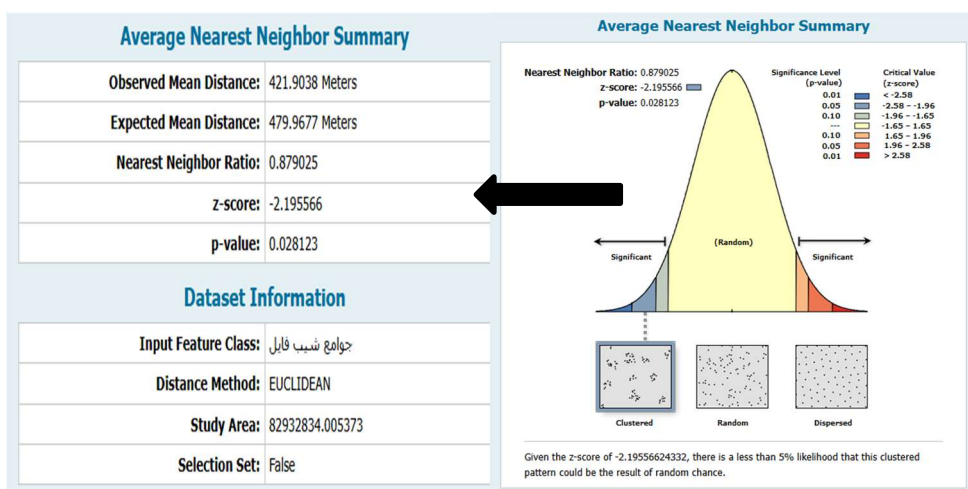 Average Nearest Neighbor Summary
Observed Mean Distance: 421.9038 Meters
Expected Mean Distance: 479.9677 Meters
Nearest Neighbor Ratio: 0.879025
z-score: -2.195566
p-value: 0.028123
Dataset Information
Input Feature Class: جوامع شيب فايل
Distance Method: EUCLIDEAN
Study Area: 82932834.005373
Selection Set: False
Average Nearest Neighbor Summary
Nearest Neighbor Ratio: 0.879025
z-score: -2.195566
p-value: 0.028123
Significance Level Critical Value
(p-value) (z-score)
0.01 < -2.58
0.05 -2.58 - -1.96
0.10 -1.96 - -1.65
--- -1.65 - 1.65
0.10 1.65 - 1.96
0.05 1.96 - 2.58
0.01 > 2.58
(Random)
Significant Significant
Clustered Random Dispersed
Given the z-score of -2.19556624332, there is a less than 5% likelihood that this clustered
pattern could be the result of random chance.